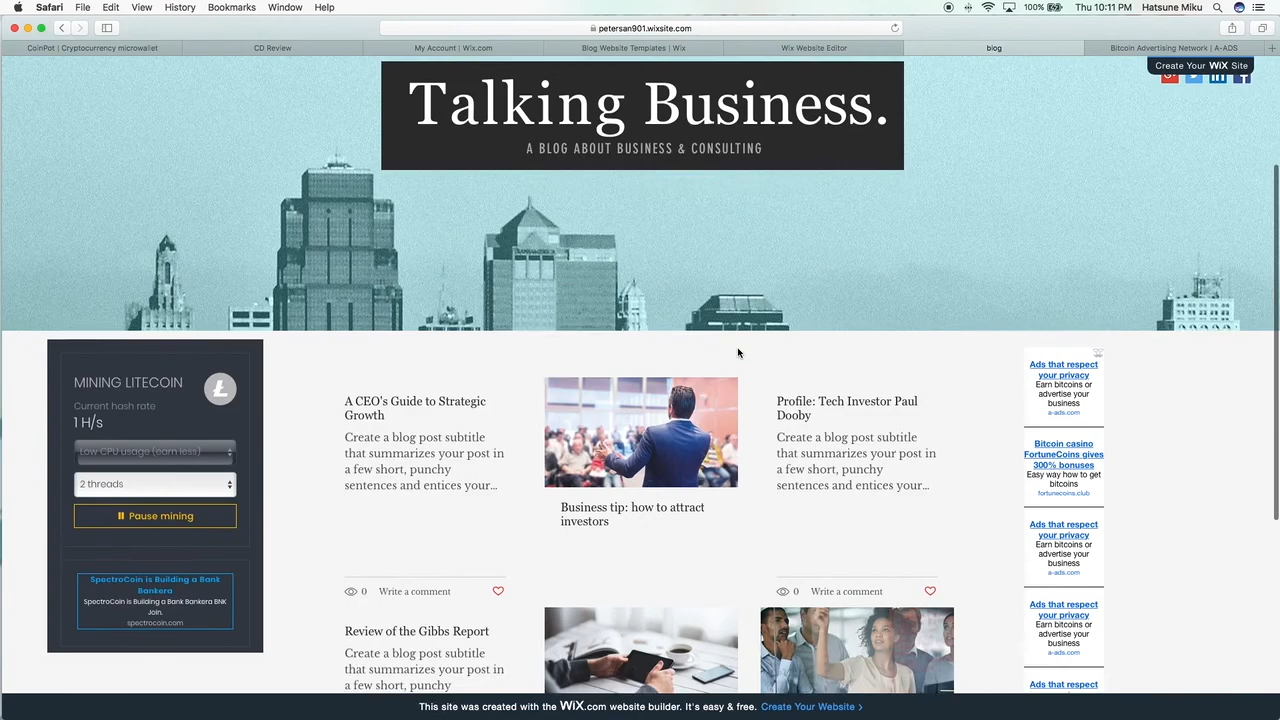 Safari File Edit View History Bookmarks Window Help
100% Thu 10:11 PM Hatsune Miku
petersan901.wixsite.com
CoinPot | Cryptocurrency microwallet
CD Review
My Account | Wix.com
Blog Website Templates | Wix
Wix Website Editor
blog
Bitcoin Advertising Network | A-ADS
Create Your WiX Site
Talking Business.
A BLOG ABOUT BUSINESS & CONSULTING
MINING LITECOIN
Current hash rate
1 H/s
Low CPU usage (earn less)
2 threads
Pause mining
SpectroCoin is Building a Bank
Bankera
SpectroCoin is Building a Bank Bankera BNK
Join.
spectrocoin.com
A CEO's Guide to Strategic
Growth
Create a blog post subtitle
that summarizes your post in
a few short, punchy
sentences and entices your...
0 Write a comment
Business tip: how to attract
investors
Profile: Tech Investor Paul
Dooby
Create a blog post subtitle
that summarizes your post in
a few short, punchy
sentences and entices your...
0 Write a comment
Review of the Gibbs Report
Create a blog post subtitle
that summarizes your post in
a few short, punchy
Ads that respect
your privacy
Earn bitcoins or
advertise your
business
a-ads.com
Bitcoin casino
FortuneCoins gives
300% bonuses
Easy way how to get
bitcoins
fortunecoins.club
Ads that respect
your privacy
Earn bitcoins or
advertise your
business
a-ads.com
Ads that respect
your privacy
Earn bitcoins or
advertise your
business
a-ads.com
Ads that respect
This site was created with the WiX.com website builder. It's easy & free. Create Your Website >